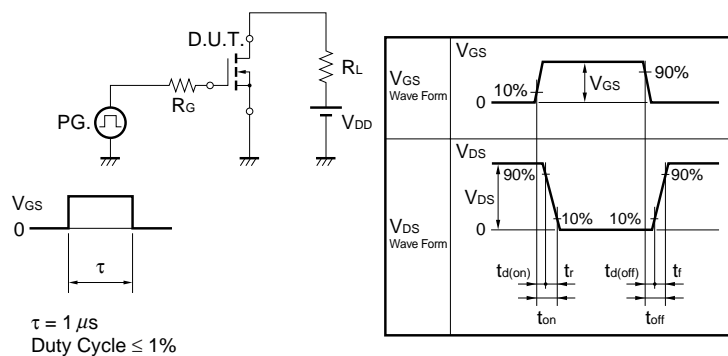 D.U.T.
RL
RG
PG.
VDD
VGS
0
τ
τ = 1 μs
Duty Cycle ≤ 1%
VGS
Wave Form
VGS
10%
0
VGS
90%
VDS
Wave Form
VDS
90%
VDS
0
10%
10%
90%
td(on)
tr
td(off)
tf
ton
toff